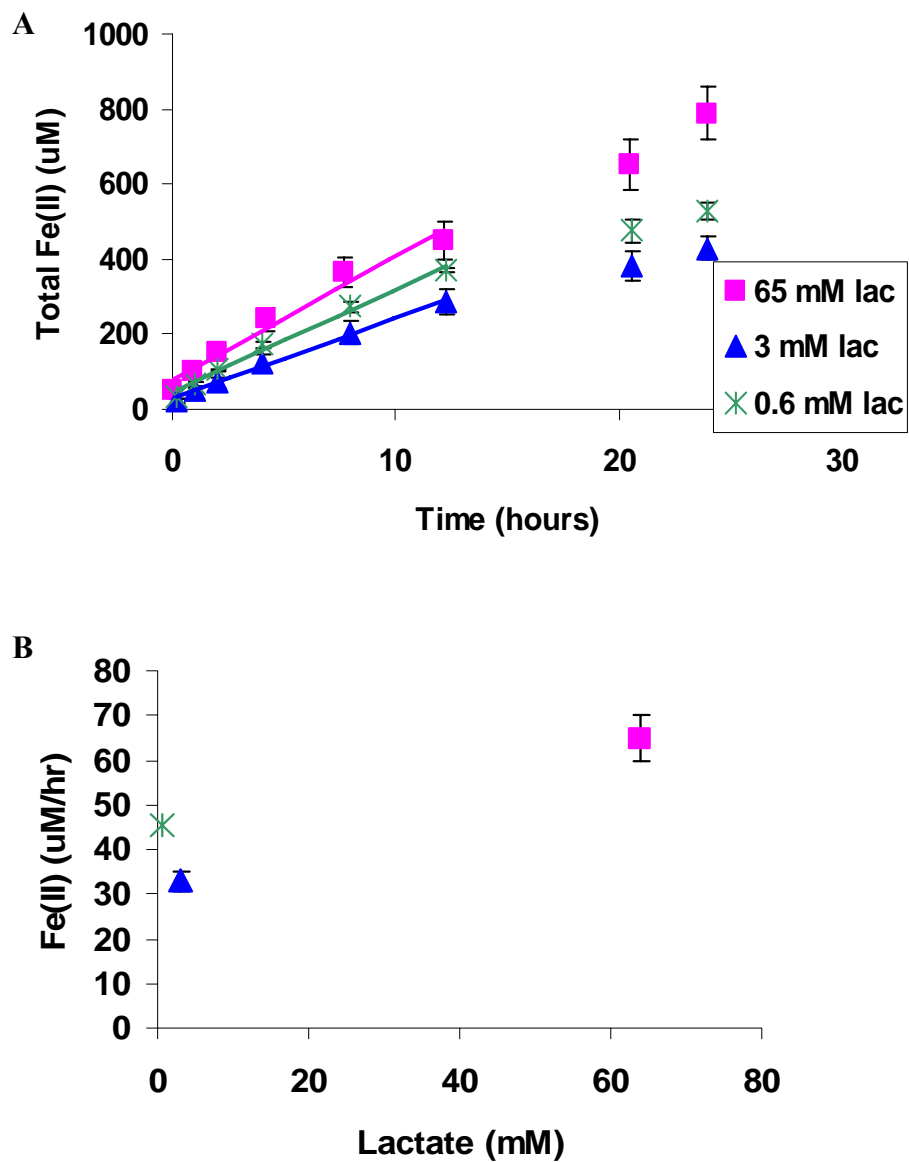 A
1000
800
600
400
200
0
Total Fe(II) (uM)
0
10
20
30
Time (hours)
65 mM lac
3 mM lac
0.6 mM lac
B
80
70
60
50
40
30
20
10
0
Fe(II) (uM/hr)
0
20
40
60
80
Lactate (mM)